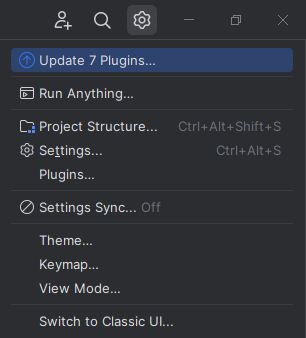 Update 7 Plugins...
Run Anything...
Project Structure... Ctrl+Alt+Shift+S
Settings... Ctrl+Alt+S
Plugins...
Settings Sync... Off
Theme...
Keymap...
View Mode...
Switch to Classic UI...